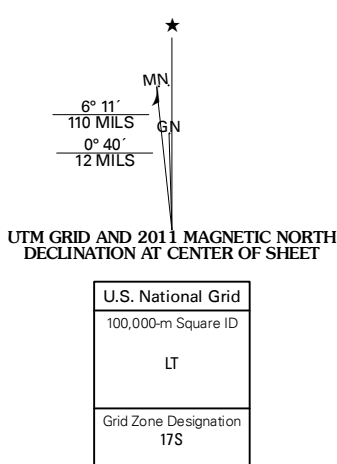 MN
6° 11´
110 MILS
GN
0° 40´
12 MILS
UTM GRID AND 2011 MAGNETIC NORTH
DECLINATION AT CENTER OF SHEET
U.S. National Grid
100,000-m Square ID
LT
Grid Zone Designation
17S